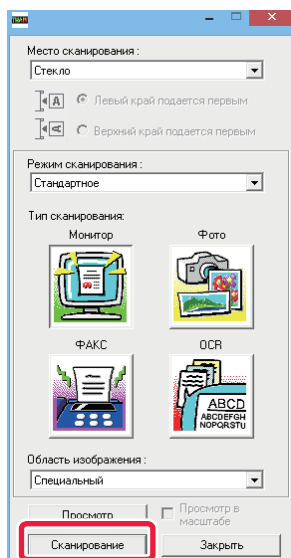 Место сканирования :
Стекло
A Левый край подается первым
A Верхний край подается первым
Режим сканирования :
Стандартное
Тип сканирования:
Монитор Фото
ФАКС OCR
ABCD
ABCDEFGH
NOPQRSTU
Область изображения :
Специальный
Просмотр Просмотр в
масштабе
Сканирование Закрыть